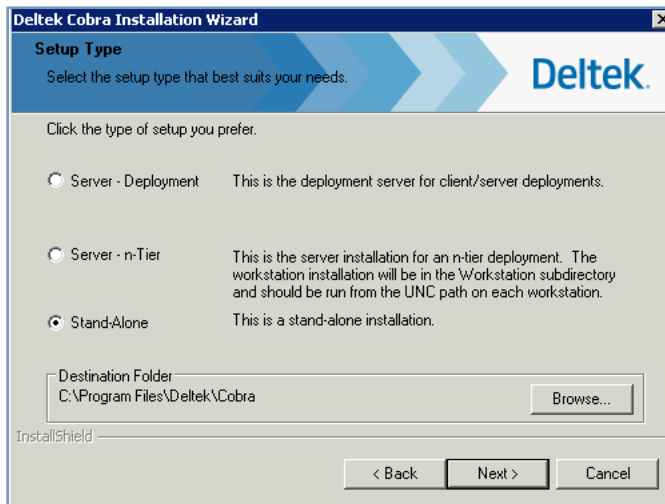 Deltek Cobra Installation Wizard
Setup Type
Select the setup type that best suits your needs.
Deltek.
Click the type of setup you prefer.
Server - Deployment
This is the deployment server for client/server deployments.
Server - n-Tier
This is the server installation for an n-tier deployment. The
workstation installation will be in the Workstation subdirectory
and should be run from the UNC path on each workstation.
Stand-Alone
This is a stand-alone installation.
Destination Folder
C:\Program Files\Deltek\Cobra
Browse...
InstallShield
< Back
Next >
Cancel